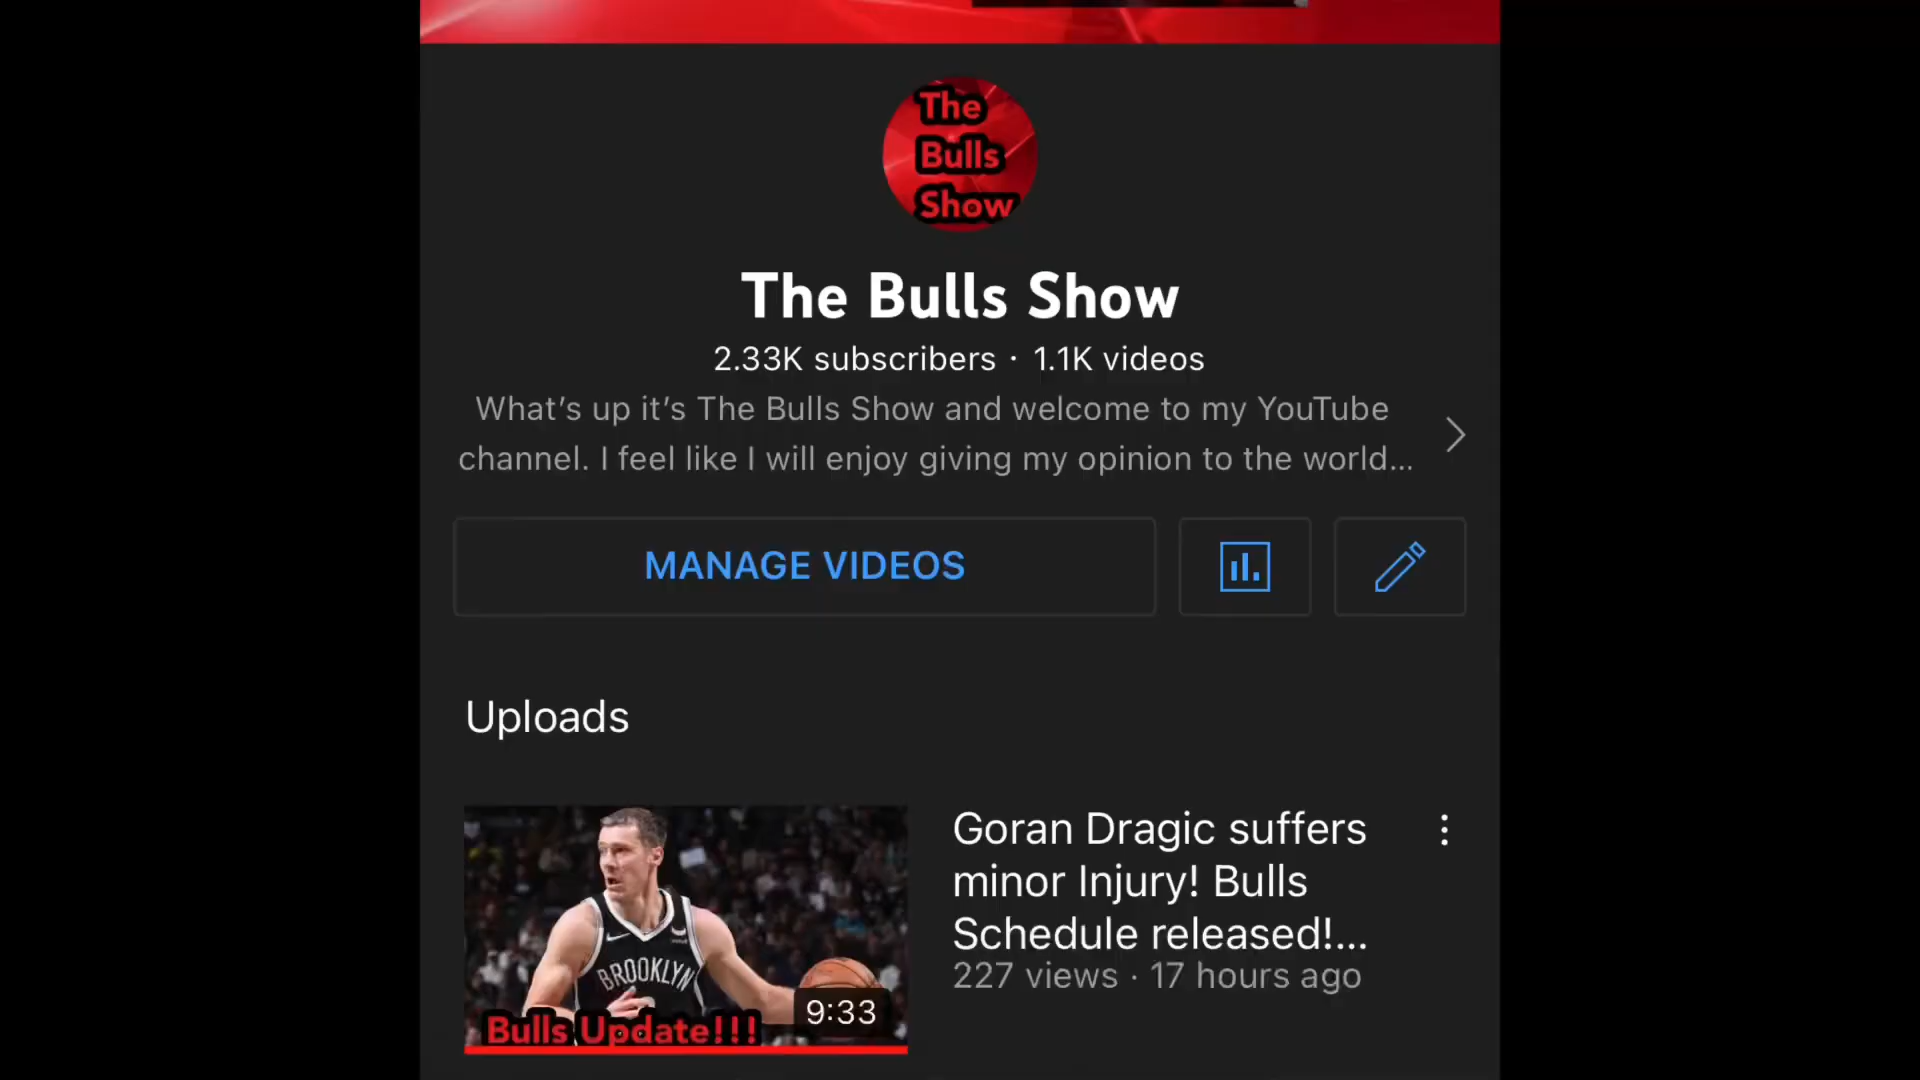 The
Bulls
Show
The Bulls Show
2.33K subscribers · 1.1K videos
What's up it's The Bulls Show and welcome to my YouTube
channel. I feel like I will enjoy giving my opinion to the world...
MANAGE VIDEOS
Uploads
Goran Dragic suffers
minor Injury! Bulls
Schedule released!...
227 views · 17 hours ago
BROOKLYN
9:33
Bulls Update!!!